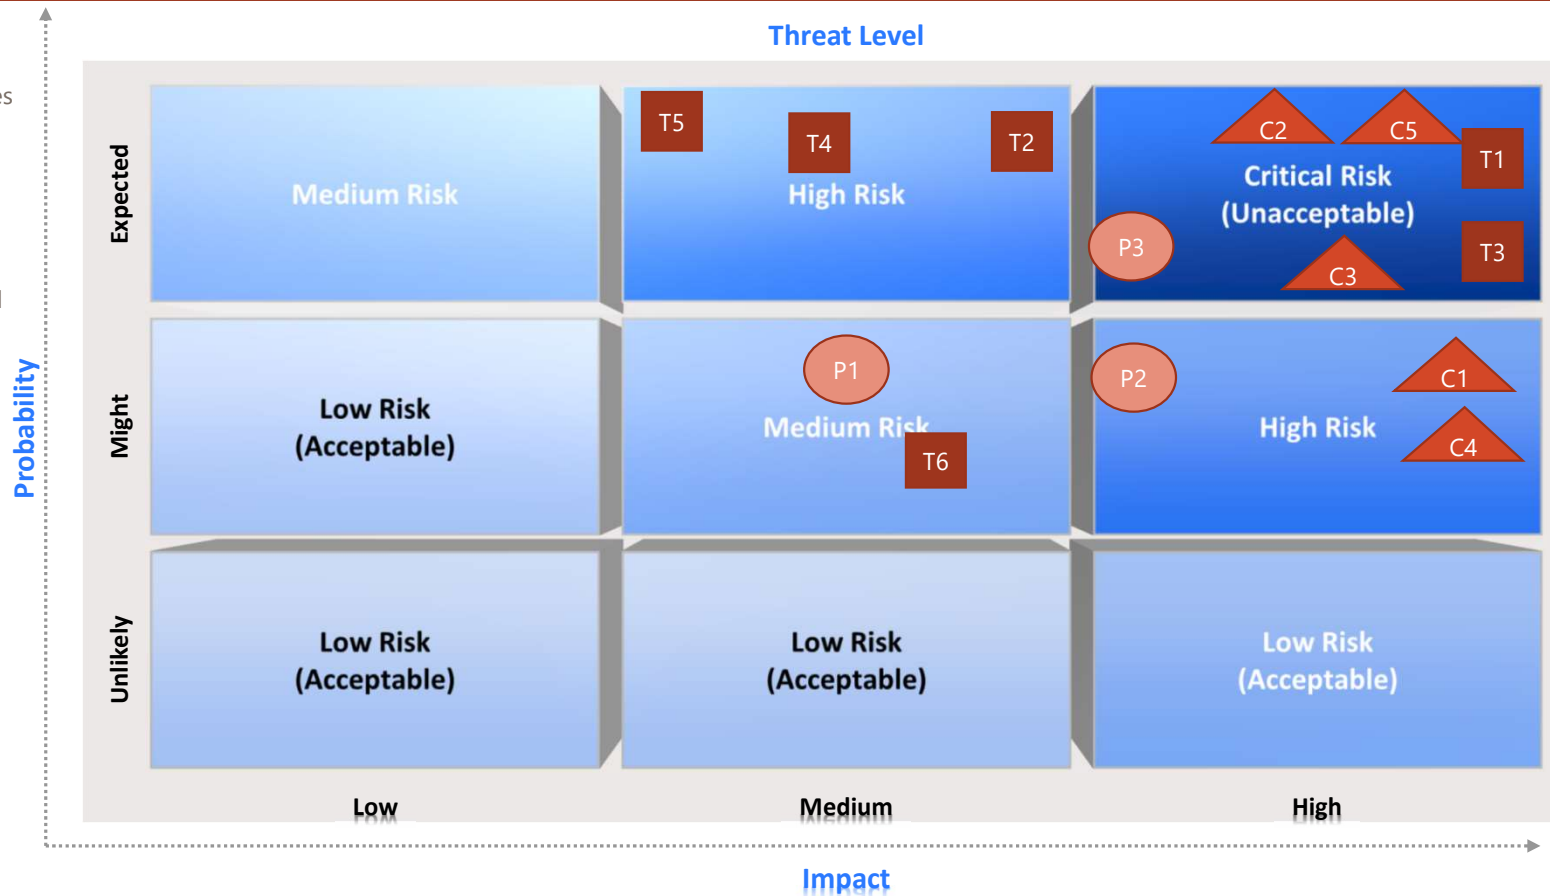 Threat Level
es
T5
T4
T2
C2
C5
T1
Expected
Medium Risk
High Risk
Critical Risk
(Unacceptable)
P3
C3
T3
Probability
Might
Low Risk
(Acceptable)
P1
Medium Risk
T6
P2
High Risk
C1
C4
Unlikely
Low Risk
(Acceptable)
Low Risk
(Acceptable)
Low Risk
(Acceptable)
Low
Medium
High
Impact